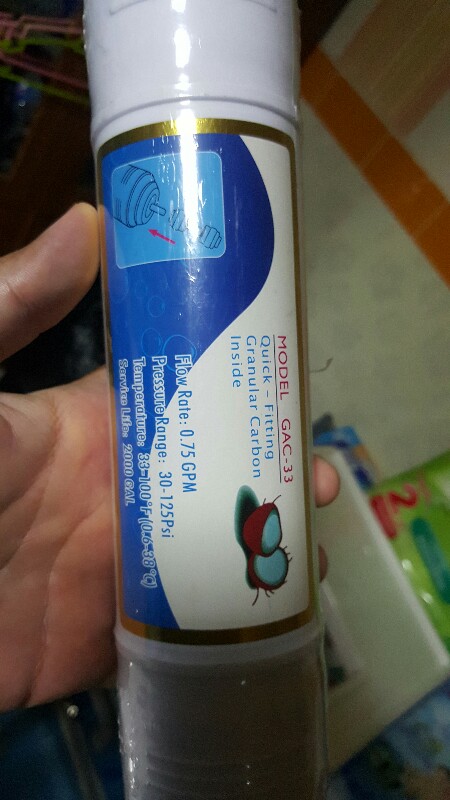 MODEL GAC-33
Quick - Fitting
Granular Carbon
Inside
Flow Rate: 0.75 GPM
Pressure Range: 30-125Psi
Temperature: 33-100°F (0.6-38°C)
Service Life: 2000 GAL
2